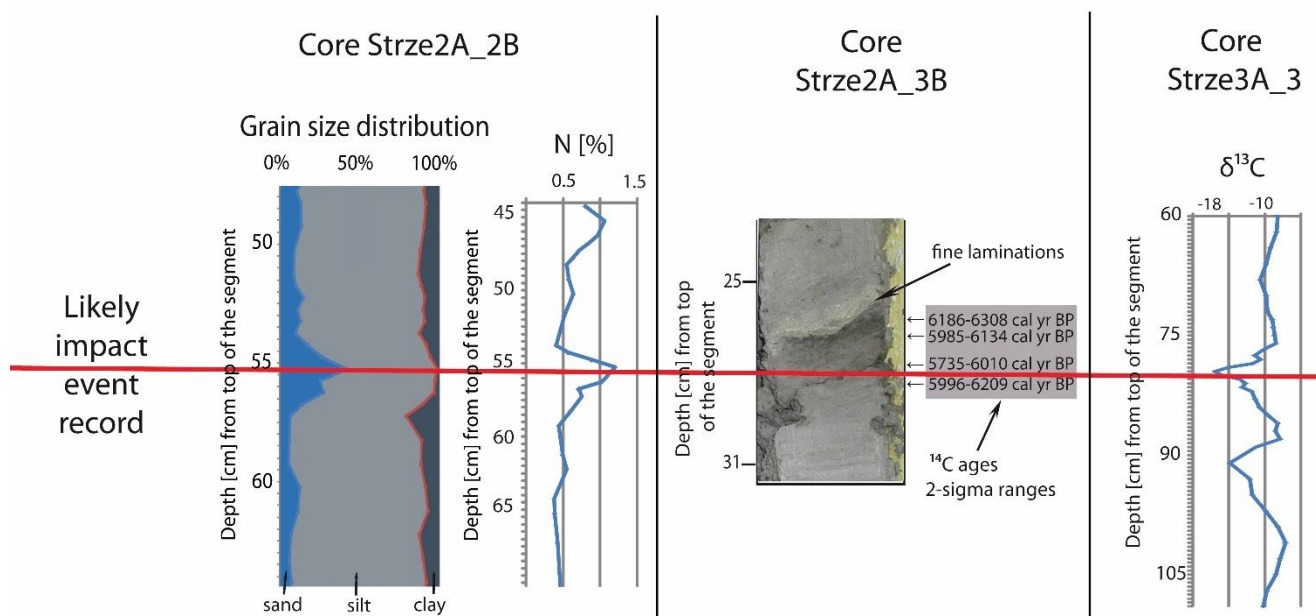 Core Strze2A_2B
Core
Strze2A_3B
Core
Strze3A_3
Likely
impact
event
record
Grain size distribution
0% 50% 100%
Depth [cm] from top of the segment
50
55
60
sand silt clay
N [%]
0.5 1.5
Depth [cm] from top of the segment
45
50
55
60
65
Depth [cm] from top
of the segment
25
31
fine laminations
←6186-6308 cal yr BP
←5985-6134 cal yr BP
←5735-6010 cal yr BP
←5996-6209 cal yr BP
¹⁴C ages
2-sigma ranges
δ¹³C
-18 -10
Depth [cm] from top of the segment
60
75
90
105